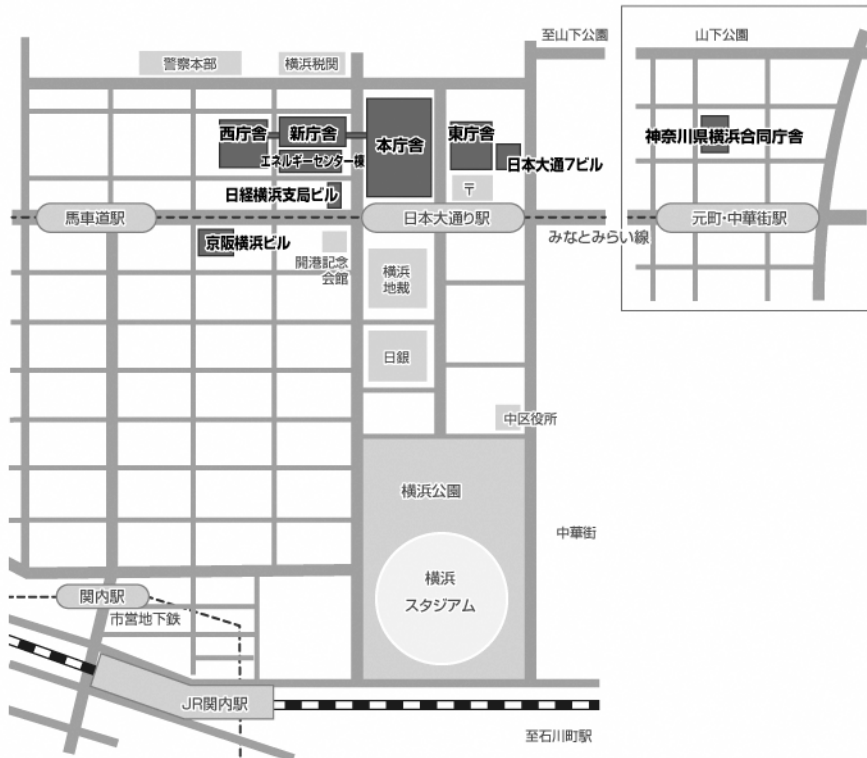 至山下公園
山下公園
警察本部
横浜税関
西庁舎
新庁舎
本庁舎
東庁舎
神奈川県横浜合同庁舎
エネルギーセンター棟
日本大通7ビル
日経横浜支局ビル
〒
馬車道駅
日本大通り駅
元町・中華街駅
みなとみらい線
京阪横浜ビル
開港記念
会館
横浜
地裁
日銀
中区役所
横浜公園
中華街
横浜
スタジアム
関内駅
市営地下鉄
JR関内駅
至石川町駅